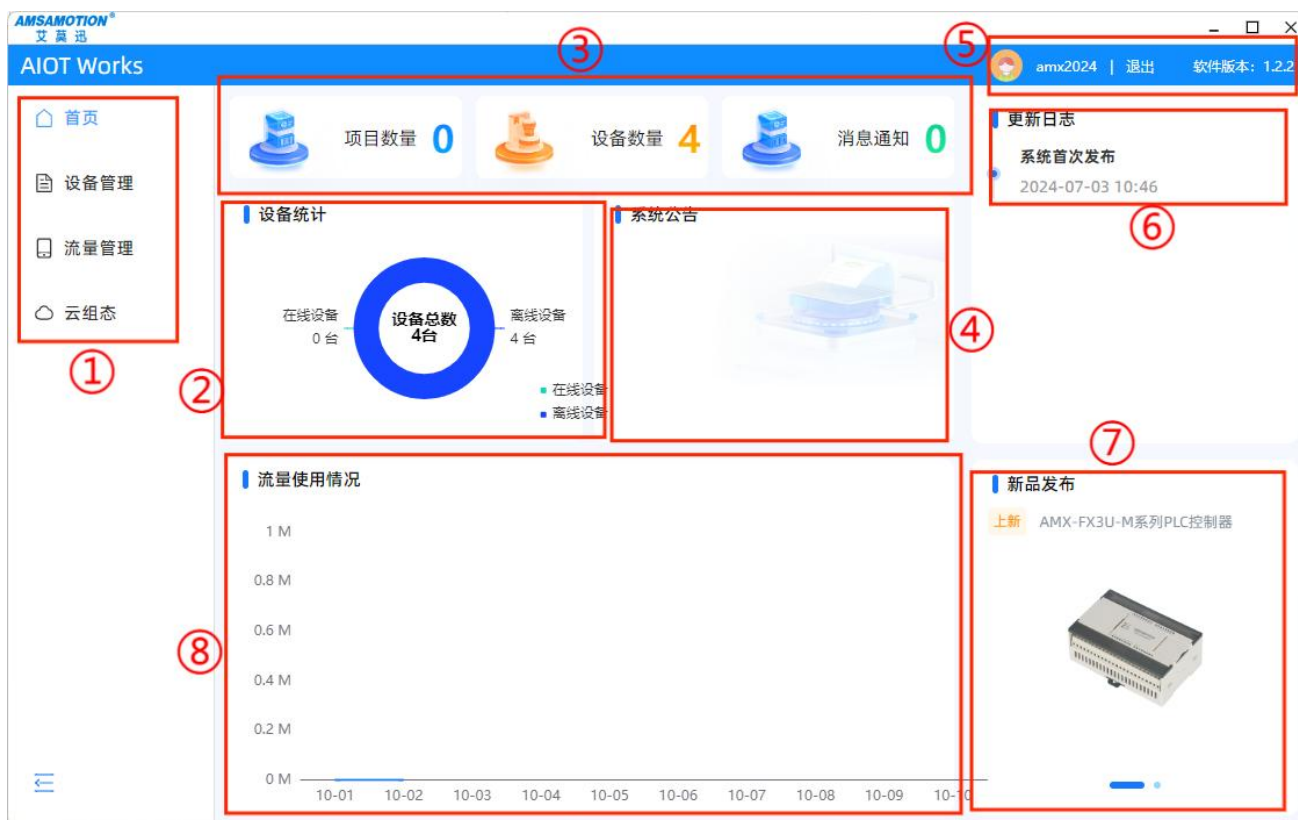 AMSAMOTION®
艾莫迅
AIOT Works
③
⑤
amx2024 | 退出 软件版本：1.2.2
首页
设备管理
流量管理
云组态
①
项目数量 0
设备数量 4
消息通知 0
更新日志
系统首次发布
2024-07-03 10:46
⑥
设备统计
在线设备
0 台
设备总数
4台
离线设备
4 台
在线设备
离线设备
②
系统公告
④
流量使用情况
1 M
0.8 M
0.6 M
0.4 M
0.2 M
0 M
10-01 10-02 10-03 10-04 10-05 10-06 10-07 10-08 10-09 10-10
⑧
⑦
新品发布
上新 AMX-FX3U-M系列PLC控制器